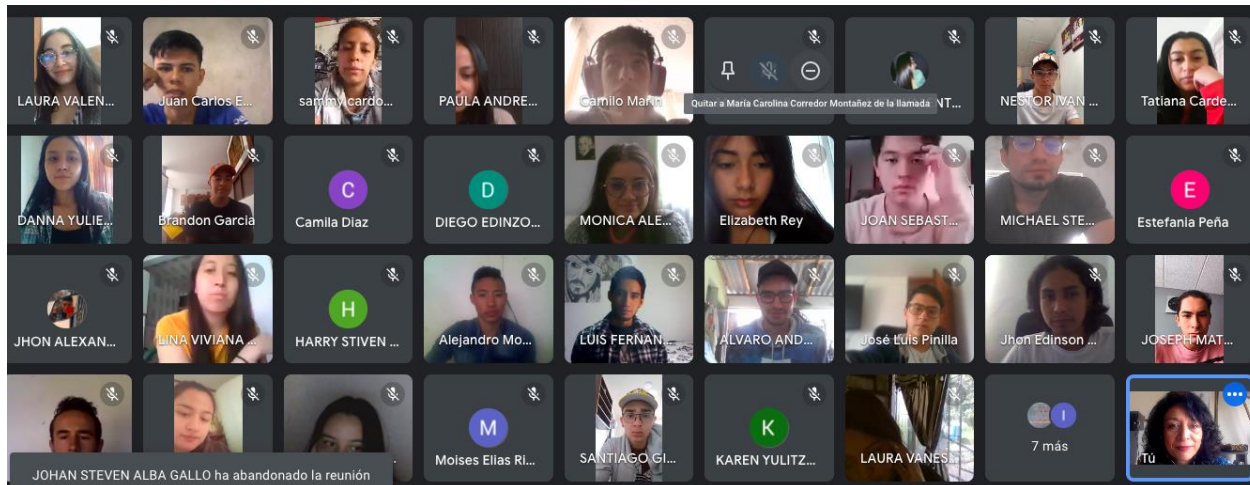 LAURA VALEN...
Juan Carlos E...
sammy cardo...
PAULA ANDRE...
Camilo Marin
Quitar a María Carolina Corredor Montañez de la llamada
NT...
NESTOR IVAN ...
Tatiana Carde...
DANNA YULIE...
Brandon Garcia
C
Camila Diaz
D
DIEGO EDINZO...
MONICA ALE...
Elizabeth Rey
JOAN SEBAST...
MICHAEL STE...
E
Estefania Peña
JHON ALEXAN...
LINA VIVIANA ...
H
HARRY STIVEN ...
Alejandro Mo...
LUIS FERNAN...
ALVARO AND...
José Luis Pinilla
Jhon Edinson ...
JOSEPH MAT...
M
Moises Elias Ri...
SANTIAGO GI...
K
KAREN YULITZ...
LAURA VANES...
I
7 más
Tú
JOHAN STEVEN ALBA GALLO ha abandonado la reunión